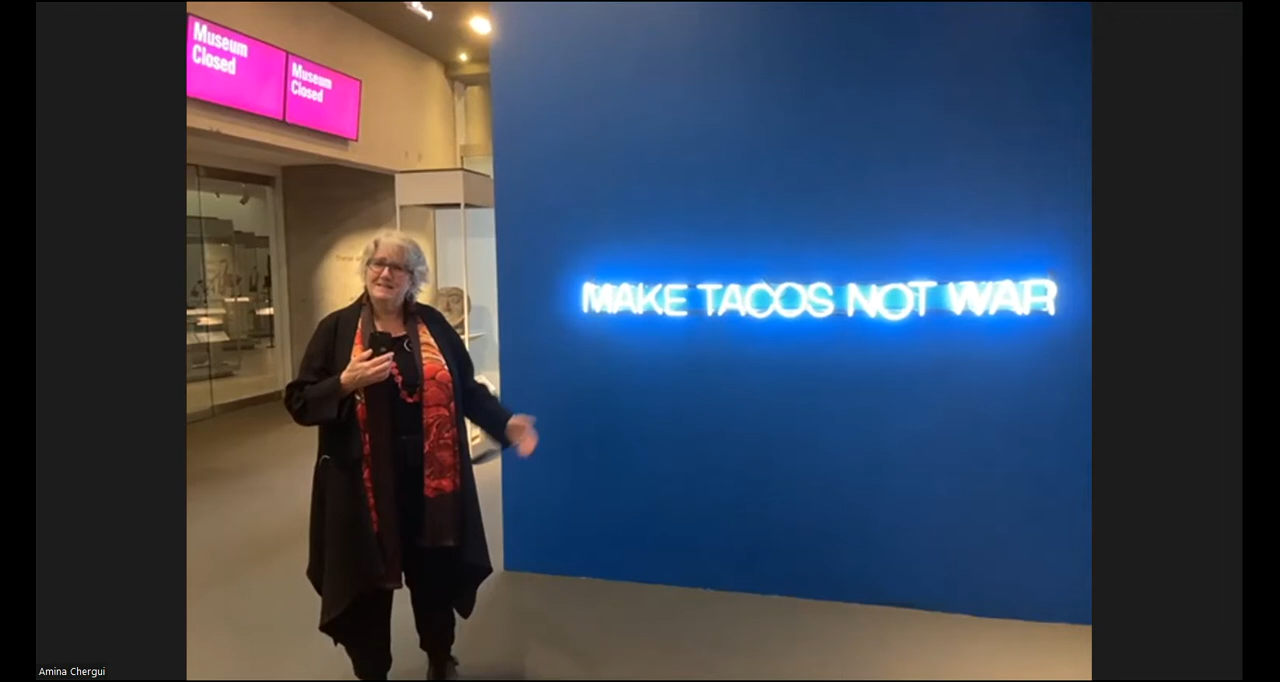 Museum
Closed
Museum
Closed
MAKE TACOS NOT WAR
Amina Chergui